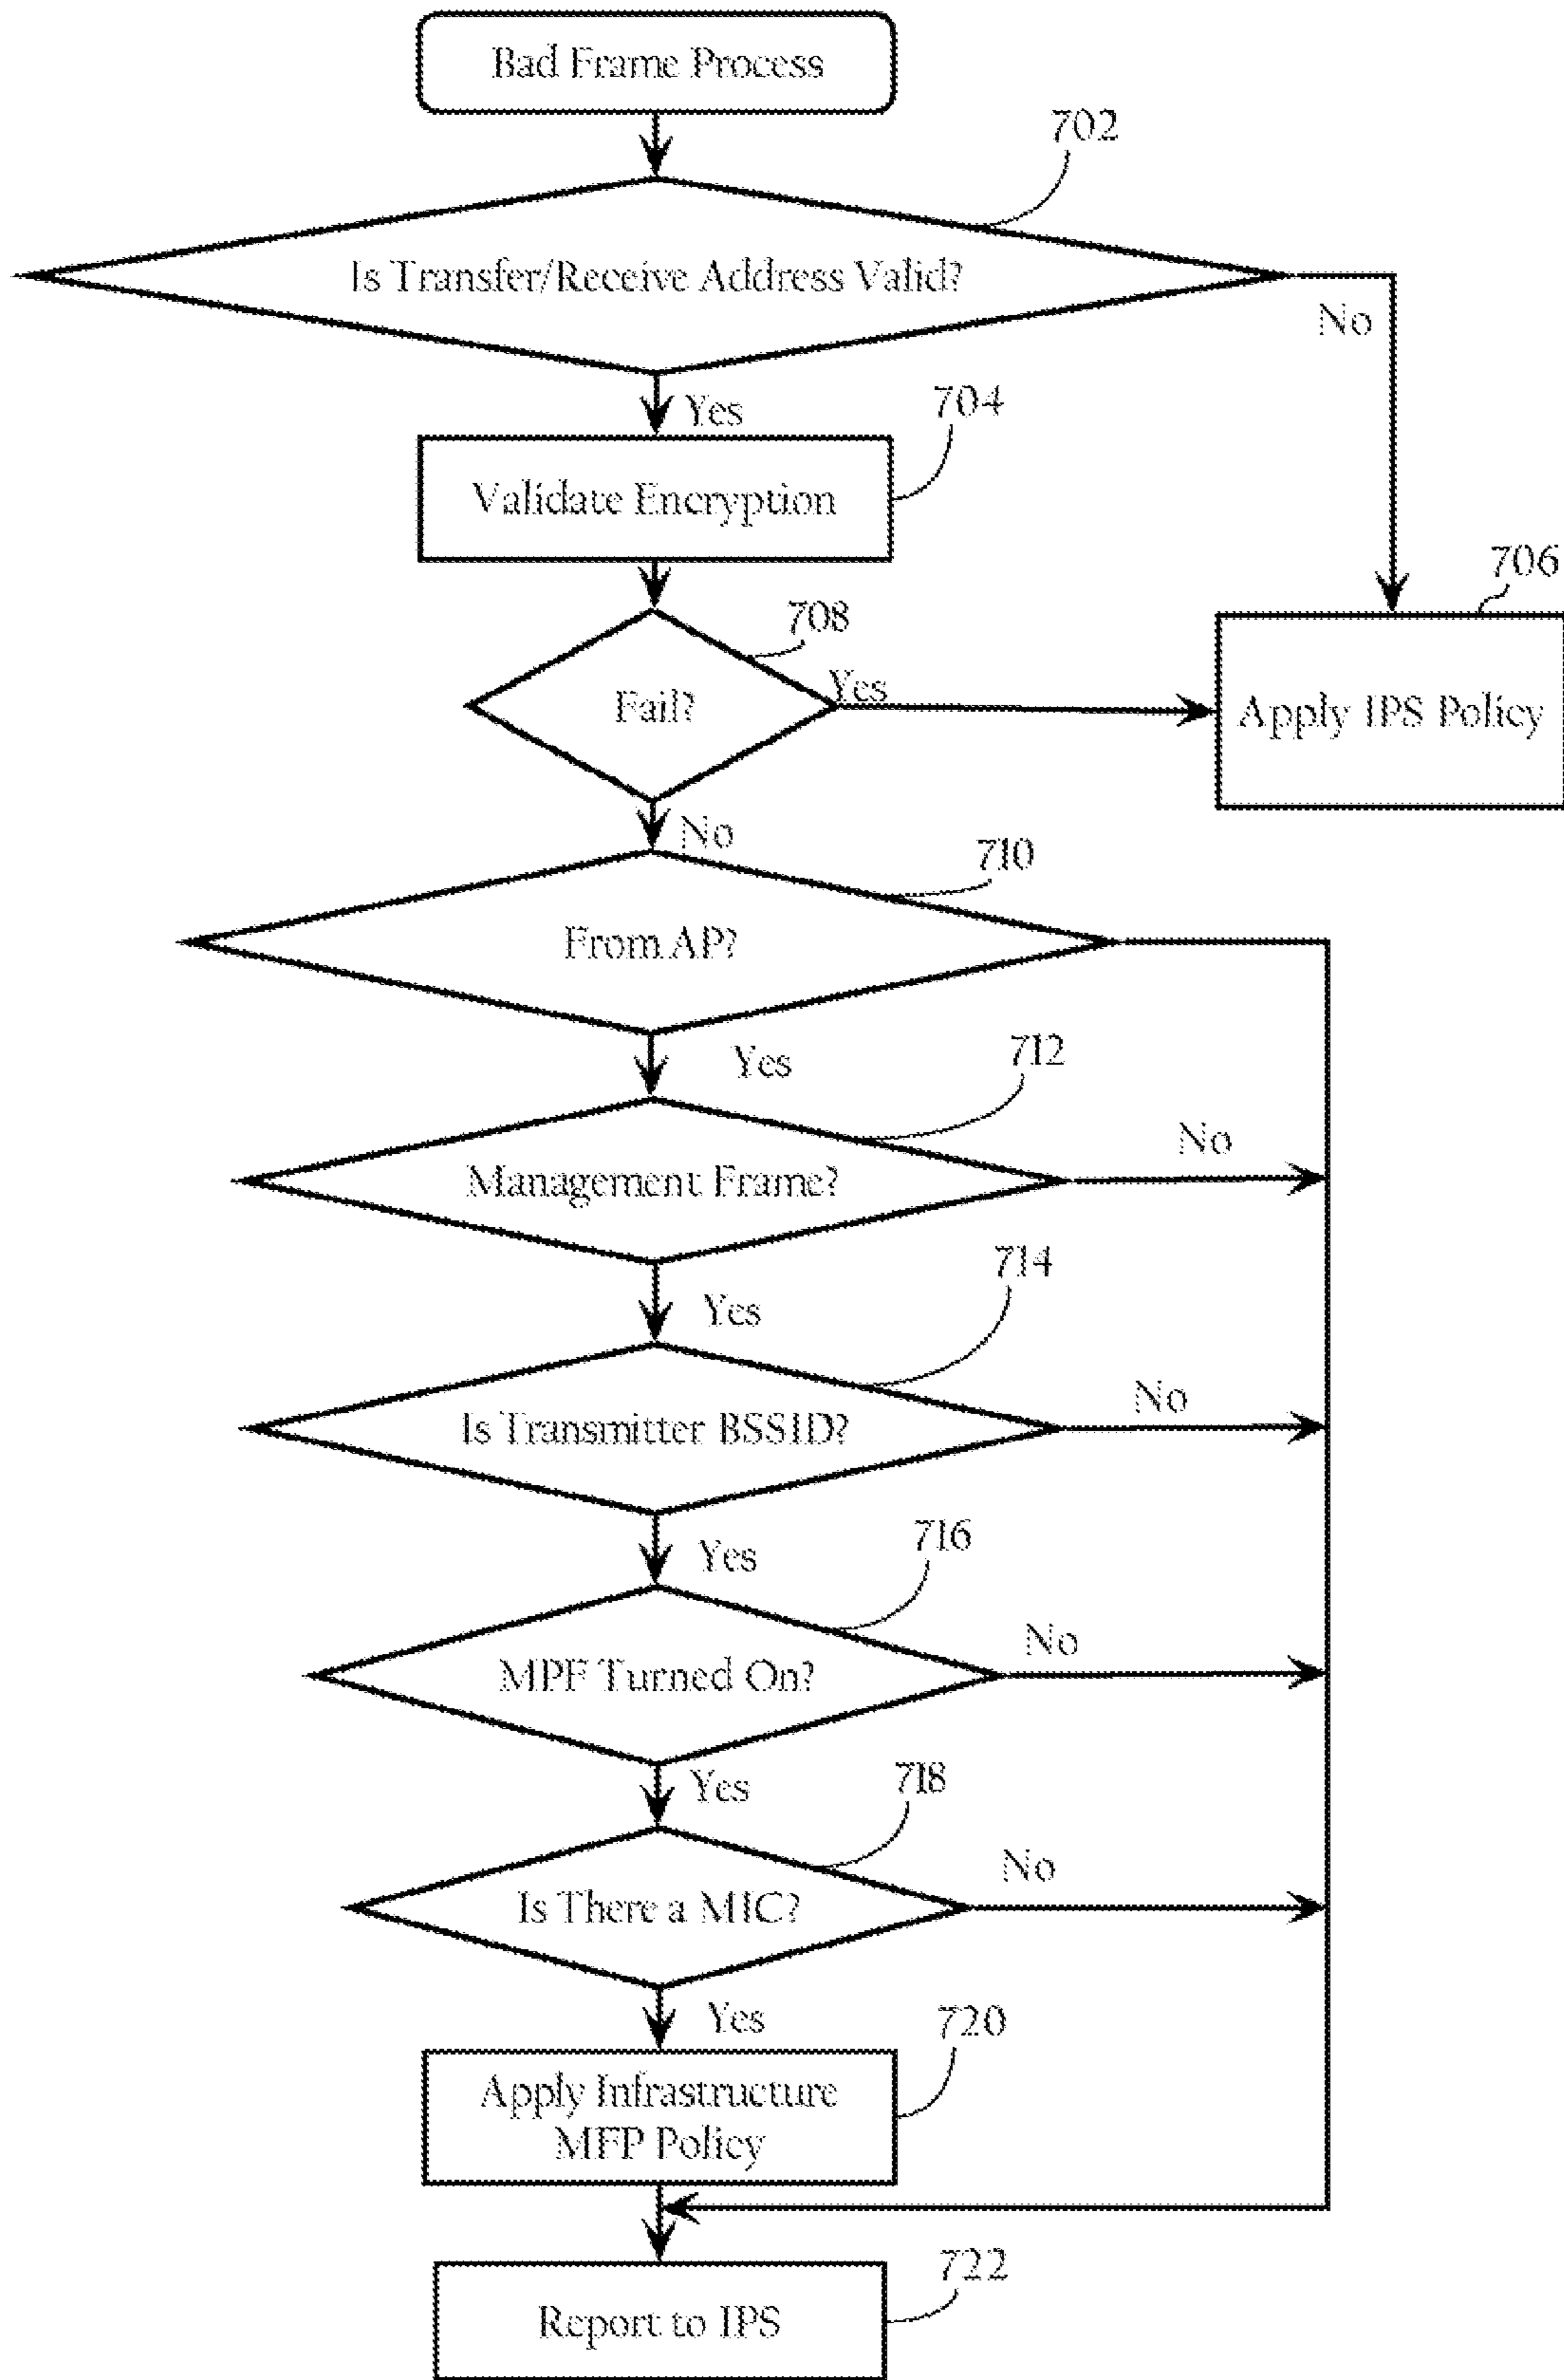 Bad Frame Process
702
Is Transfer/Receive Address Valid?
No
Yes
704
Validate Encryption
706
708
Fail?
Yes
Apply IPS Policy
No
710
From AP?
Yes
712
Management Frame?
No
Yes
714
Is Transmitter BSSID?
No
Yes
716
MPF Turned On?
No
Yes
718
Is There a MIC?
No
Yes
720
Apply Infrastructure
MFP Policy
722
Report to IPS